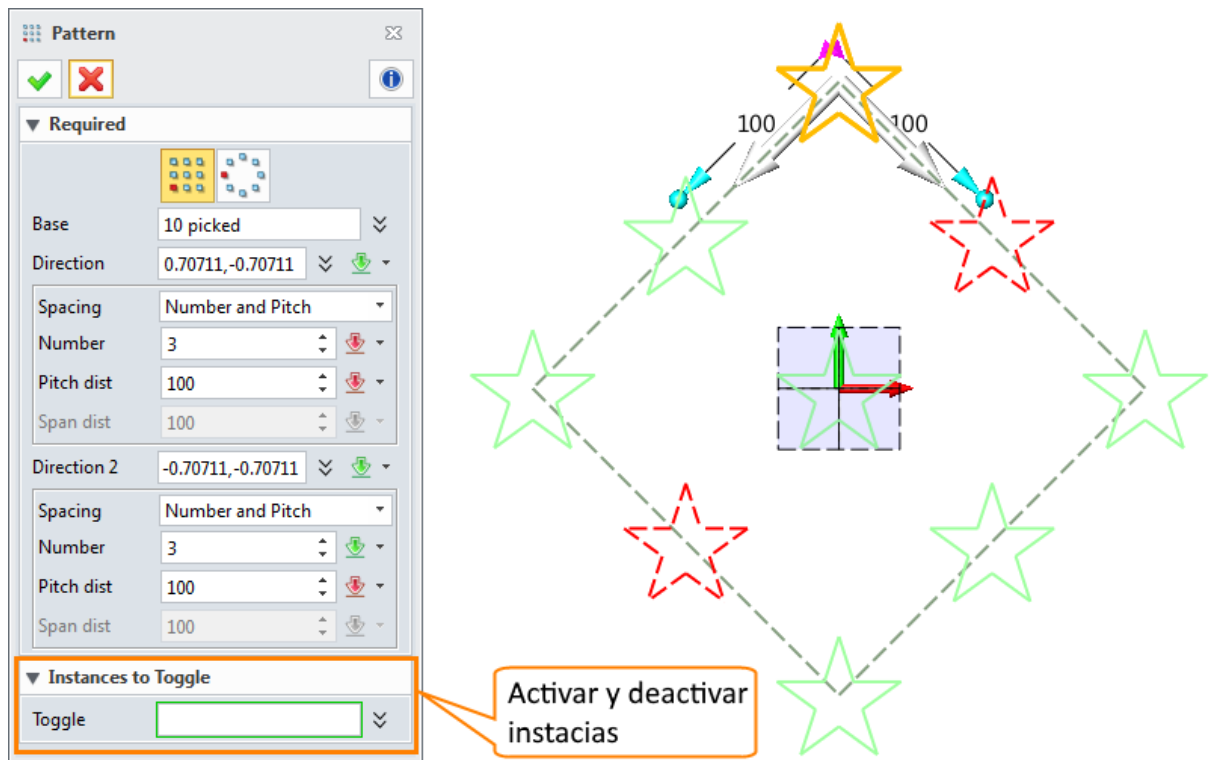 Pattern
Required
Base 10 picked
Direction 0.70711,-0.70711
Spacing Number and Pitch
Number 3
Pitch dist 100
Span dist 100
Direction 2 -0.70711,-0.70711
Spacing Number and Pitch
Number 3
Pitch dist 100
Span dist 100
Instances to Toggle
Toggle
100 100
Activar y deactivar
instacias